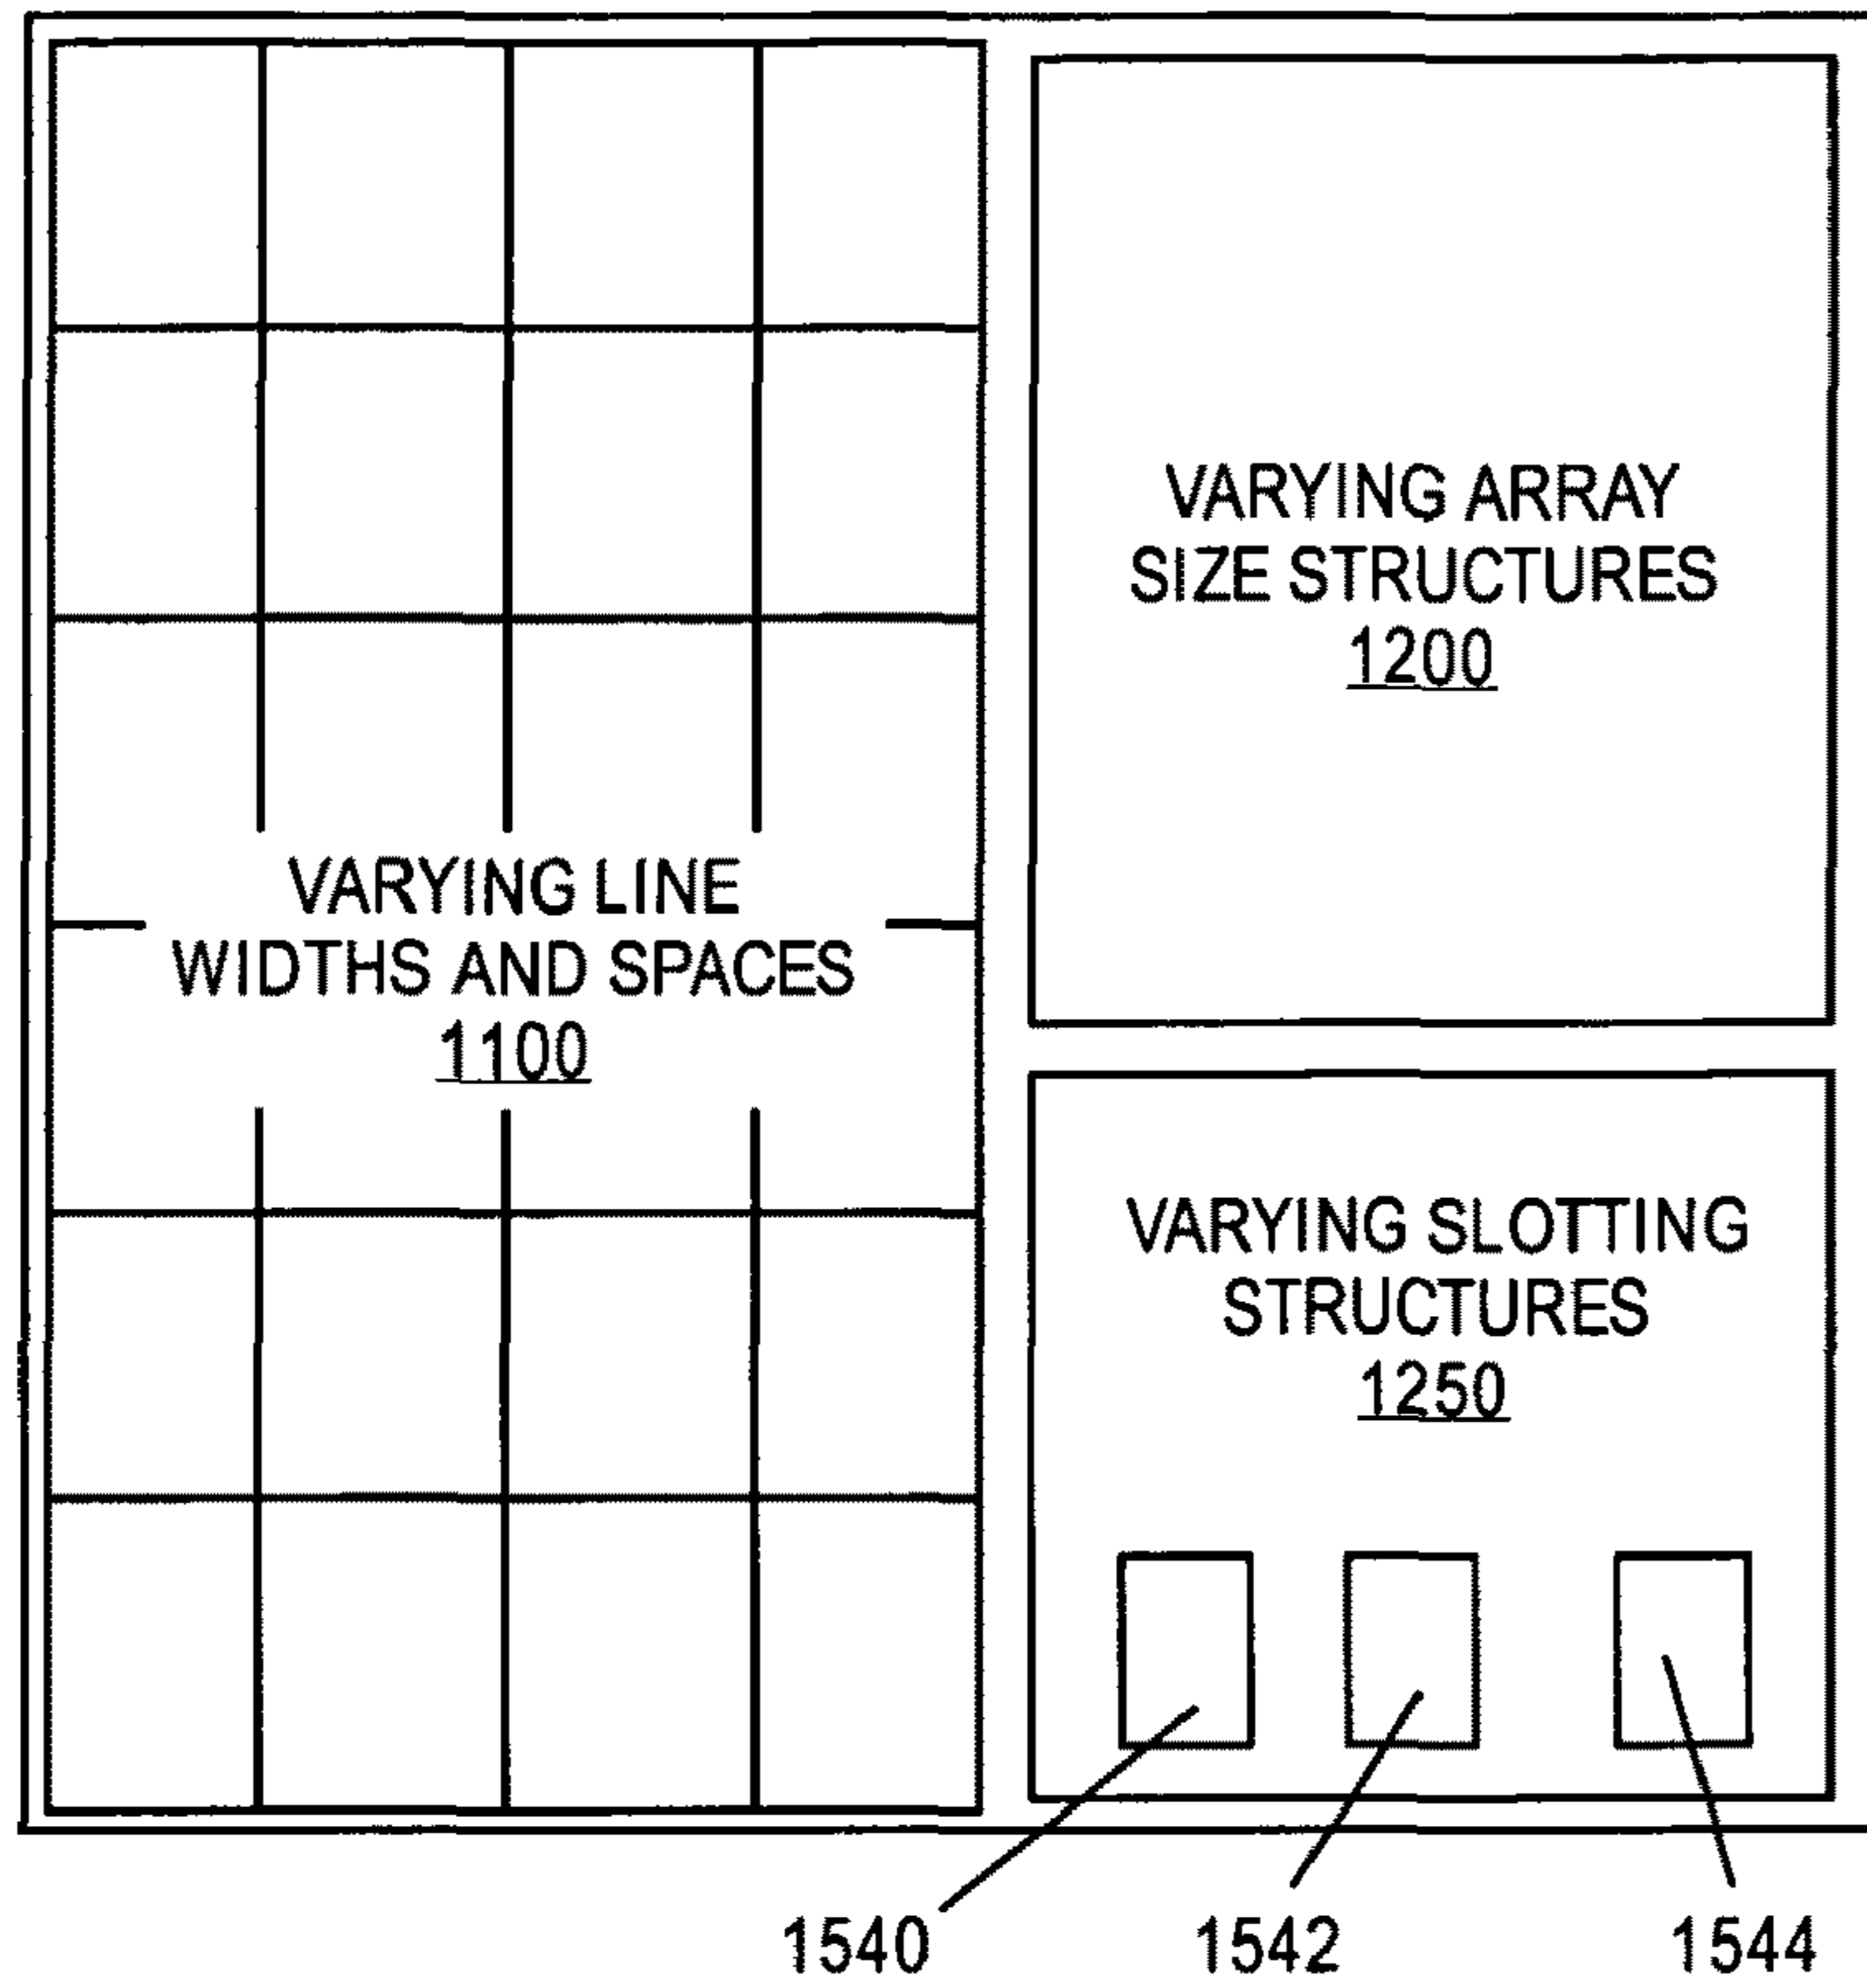 VARYING LINE
WIDTHS AND SPACES
1100
VARYING ARRAY
SIZE STRUCTURES
1200
VARYING SLOTTING
STRUCTURES
1250
1540
1542
1544